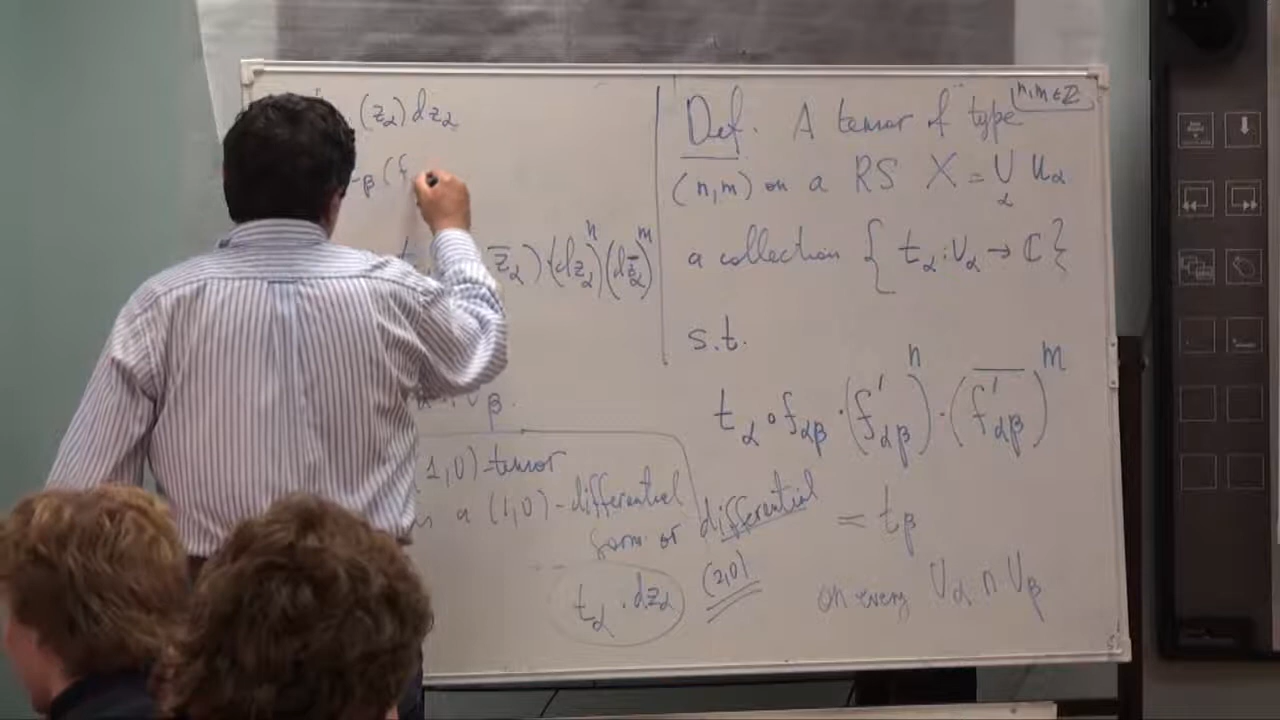 (z_α) dz_α
-β (f
z̄_α) (dz_α)^n (dz̄_α)^m
∪_β.
1,0)-tensor
a (1,0)-differential
form or differential
t_α · dz_α (2,0)
Def. A tensor of type n,m ∈ ℤ
(n,m) on a RS X = ∪_α U_α
a collection { t_α : U_α → ℂ }
s.t.
t_α ∘ f_αβ · (f'_αβ)^n · (\overline{f'_αβ})^m
= t_β
on every U_α ∩ U_β